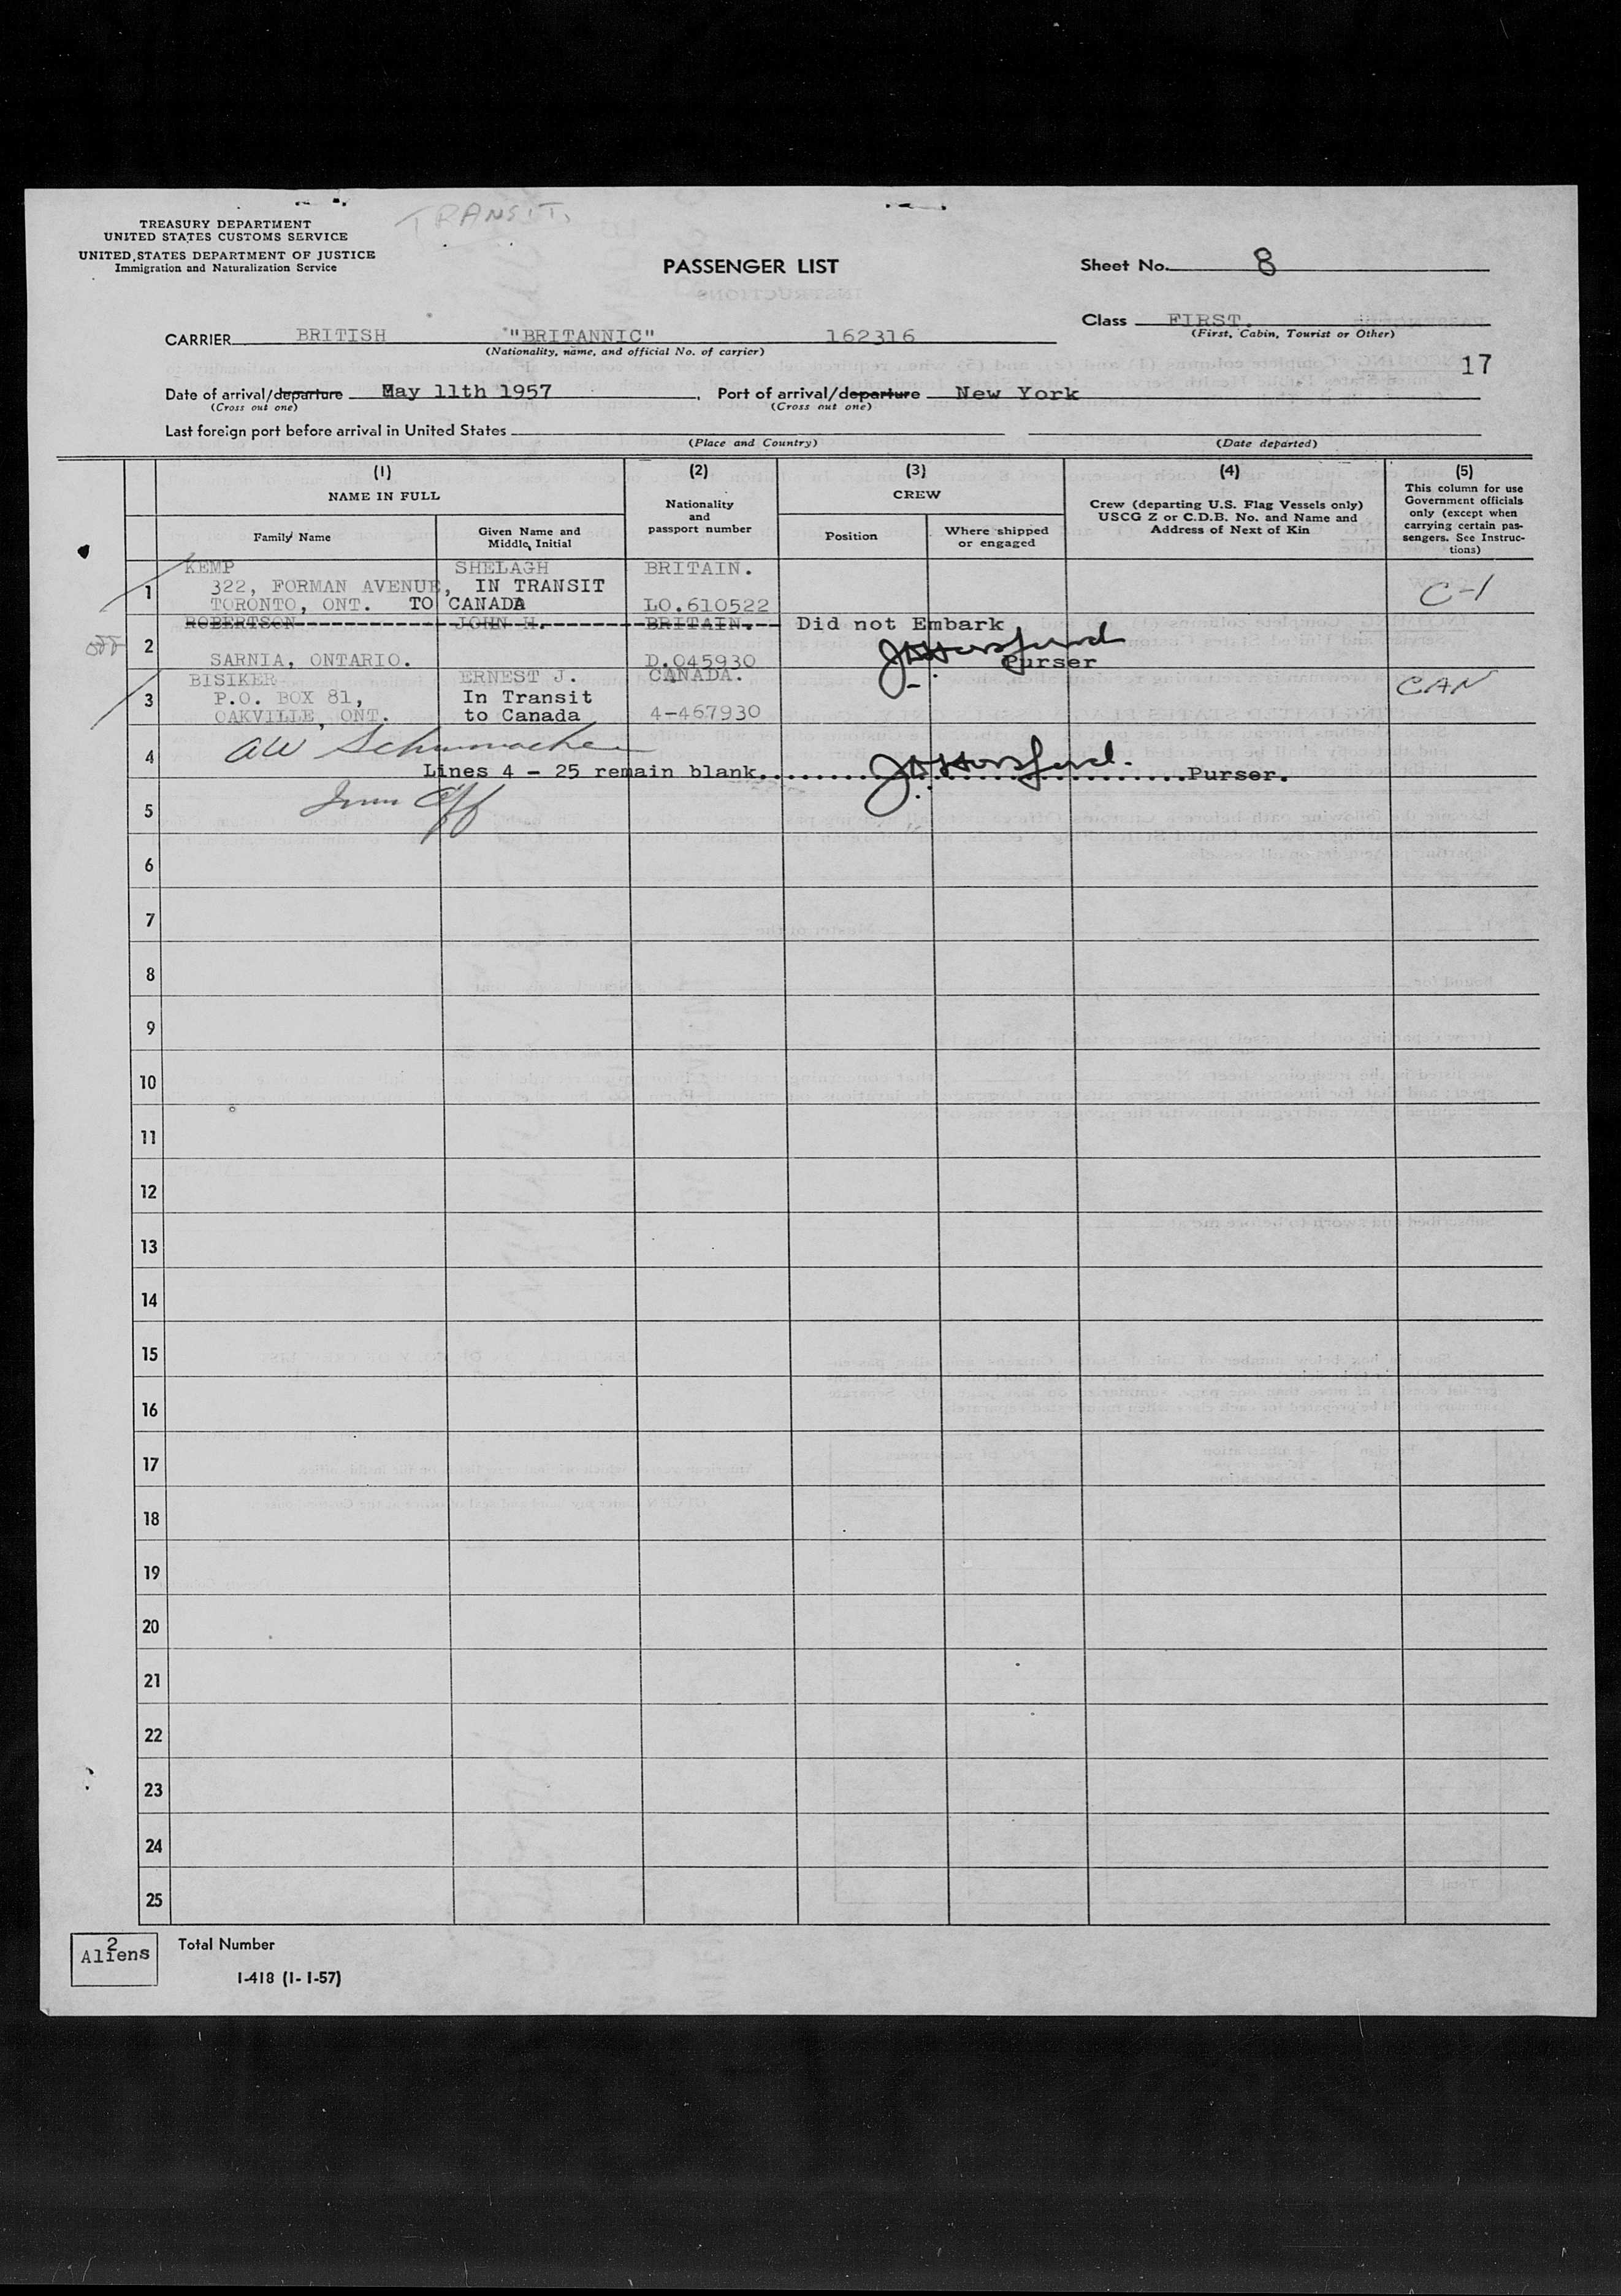 TRANSIT.
TREASURY DEPARTMENT
UNITED STATES CUSTOMS SERVICE
UNITED STATES DEPARTMENT OF JUSTICE
Immigration and Naturalization Service
PASSENGER LIST
Sheet No. 8
Class FIRST.
(First, Cabin, Tourist or Other)
CARRIER BRITISH "BRITANNIC" 162316
(Nationality, name, and official No. of carrier)
17
Date of arrival/departure May 11th 1957, Port of arrival/departure New York
(Cross out one) (Cross out one)
Last foreign port before arrival in United States
(Place and Country) (Date departed)
(1) (2) (3) (4) (5)
NAME IN FULL
Family Name
Given Name and
Middle Initial
Nationality
and
passport number
CREW
Position
Where shipped
or engaged
Crew (departing U.S. Flag Vessels only)
USCG Z or C.D.B. No. and Name and
Address of Next of Kin
This column for use
Government officials
only (except when
carrying certain pas-
sengers. See Instruc-
tions)
KEMP SHELAGH BRITAIN.
1 322, FORMAN AVENUE, IN TRANSIT C-1
TORONTO, ONT. TO CANADA LO.610522
ROBERTSON JOHN H. BRITAIN. Did not Embark
off 2
SARNIA, ONTARIO. D.045930 Purser
BISIKER ERNEST J. CANADA. CAN
3 P.O. BOX 81, In Transit
OAKVILLE, ONT. to Canada 4-467930
4 AW Schumacher
Lines 4 - 25 remain blank. J Horsford. Purser.
5 Imm Off
6
7
8
9
10
11
12
13
14
15
16
17
18
19
20
21
22
23
24
25
2
Aliens
Total Number
I-418 (1-1-57)